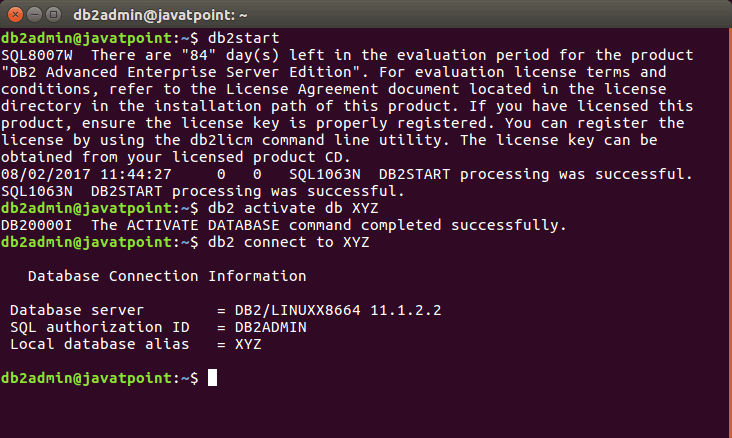 db2admin@javatpoint: ~
db2admin@javatpoint:~$ db2start
SQL8007W  There are "84" day(s) left in the evaluation period for the product
"DB2 Advanced Enterprise Server Edition". For evaluation license terms and
conditions, refer to the License Agreement document located in the license
directory in the installation path of this product. If you have licensed this
product, ensure the license key is properly registered. You can register the
license by using the db2licm command line utility. The license key can be
obtained from your licensed product CD.
08/02/2017 11:44:27     0   0   SQL1063N  DB2START processing was successful.
SQL1063N  DB2START processing was successful.
db2admin@javatpoint:~$ db2 activate db XYZ
DB20000I  The ACTIVATE DATABASE command completed successfully.
db2admin@javatpoint:~$ db2 connect to XYZ
   Database Connection Information
 Database server        = DB2/LINUXX8664 11.1.2.2
 SQL authorization ID   = DB2ADMIN
 Local database alias   = XYZ
db2admin@javatpoint:~$